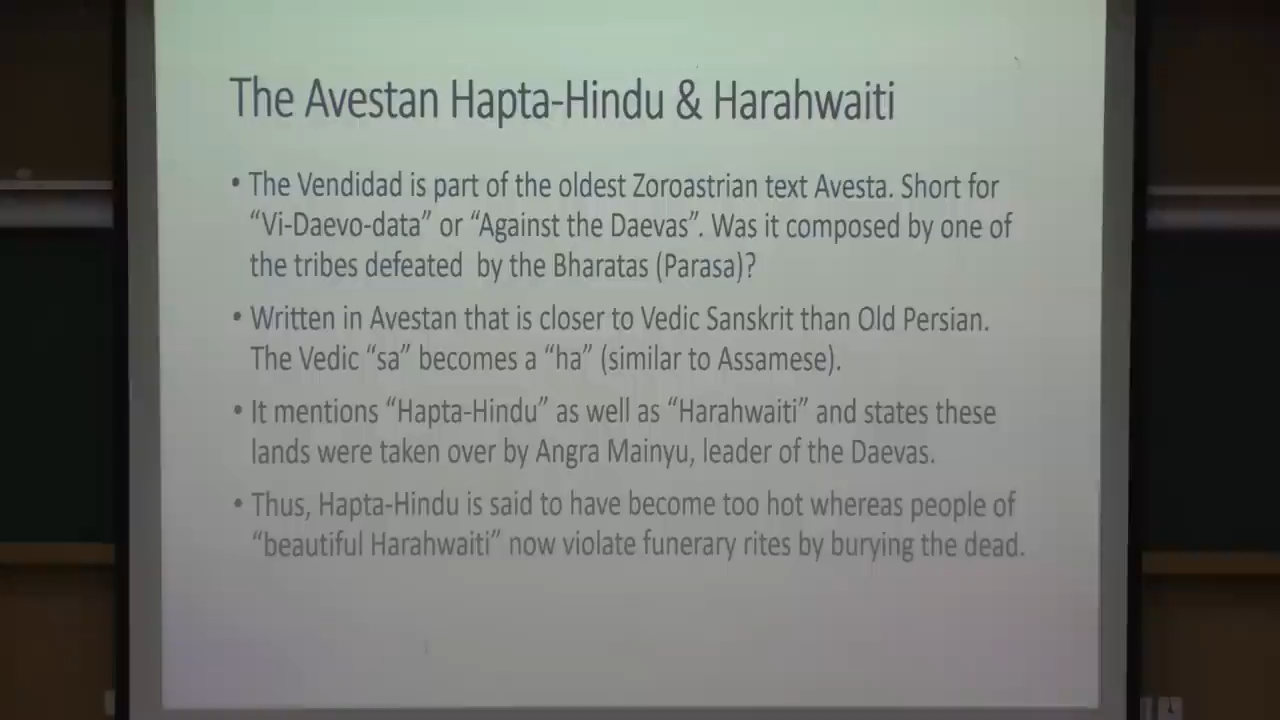 The Avestan Hapta-Hindu & Harahwaiti
• The Vendidad is part of the oldest Zoroastrian text Avesta. Short for
“Vi-Daevo-data” or “Against the Daevas”. Was it composed by one of
the tribes defeated by the Bharatas (Parasa)?
• Written in Avestan that is closer to Vedic Sanskrit than Old Persian.
The Vedic “sa” becomes a “ha” (similar to Assamese).
• It mentions “Hapta-Hindu” as well as “Harahwaiti” and states these
lands were taken over by Angra Mainyu, leader of the Daevas.
• Thus, Hapta-Hindu is said to have become too hot whereas people of
“beautiful Harahwaiti” now violate funerary rites by burying the dead.